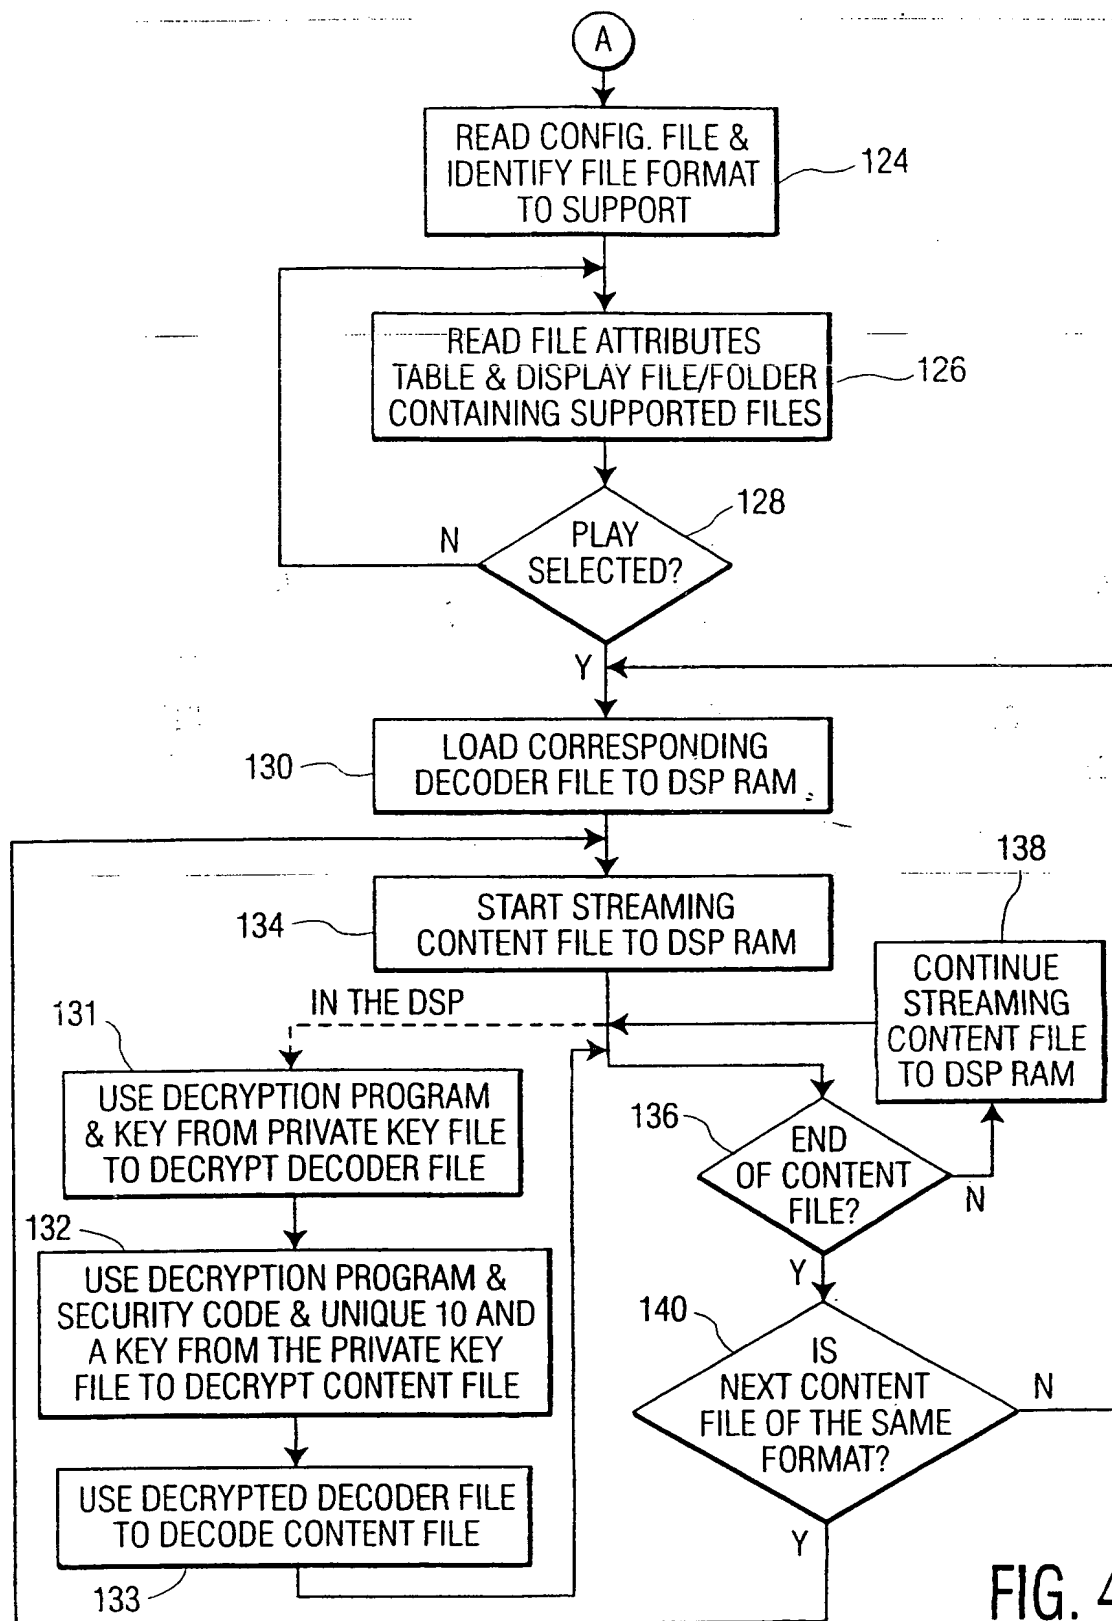 A
READ CONFIG. FILE &
IDENTIFY FILE FORMAT
TO SUPPORT
124
READ FILE ATTRIBUTES
TABLE & DISPLAY FILE/FOLDER
CONTAINING SUPPORTED FILES
126
128
PLAY
SELECTED?
N
Y
130
LOAD CORRESPONDING
DECODER FILE TO DSP RAM
134
START STREAMING
CONTENT FILE TO DSP RAM
138
CONTINUE
STREAMING
CONTENT FILE
TO DSP RAM
IN THE DSP
131
USE DECRYPTION PROGRAM
& KEY FROM PRIVATE KEY FILE
TO DECRYPT DECODER FILE
136
END
OF CONTENT
FILE?
N
Y
132
USE DECRYPTION PROGRAM &
SECURITY CODE & UNIQUE 10 AND
A KEY FROM THE PRIVATE KEY
FILE TO DECRYPT CONTENT FILE
140
IS
NEXT CONTENT
FILE OF THE SAME
FORMAT?
N
Y
USE DECRYPTED DECODER FILE
TO DECODE CONTENT FILE
133
FIG. 4